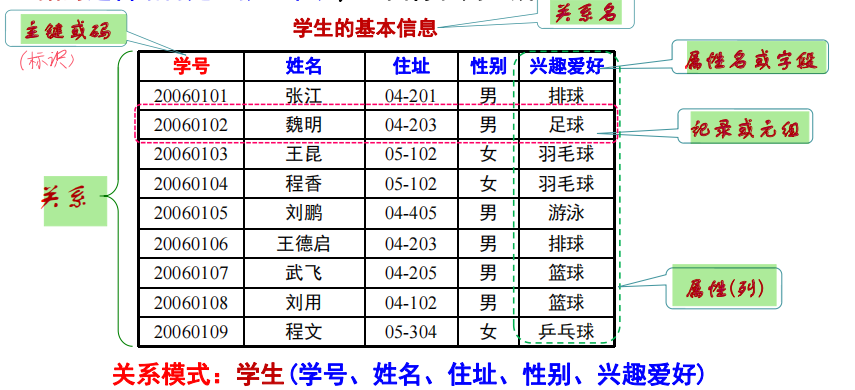 关系名
学生的基本信息
主键或码
(标识)
学号 姓名 住址 性别 兴趣爱好
属性名或字段
20060101 张江 04-201 男 排球
20060102 魏明 04-203 男 足球
记录或元组
20060103 王昆 05-102 女 羽毛球
20060104 程香 05-102 女 羽毛球
关系
20060105 刘鹏 04-405 男 游泳
20060106 王德启 04-203 男 排球
20060107 武飞 04-205 男 篮球
属性(列)
20060108 刘用 04-102 男 篮球
20060109 程文 05-304 女 乒乓球
关系模式：学生(学号、姓名、住址、性别、兴趣爱好)